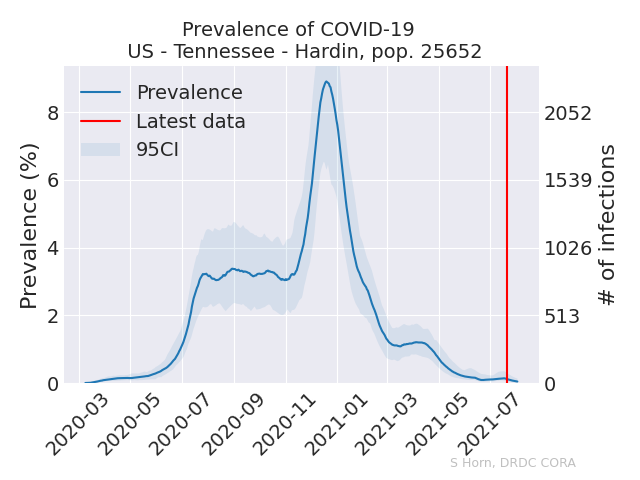 Prevalence of COVID-19
US - Tennessee - Hardin, pop. 25652
Prevalence
Latest data
95CI
Prevalence (%)
8
6
4
2
0
2052
1539
1026
513
0
# of infections
2020-03
2020-05
2020-07
2020-09
2020-11
2021-01
2021-03
2021-05
2021-07
S Horn, DRDC CORA